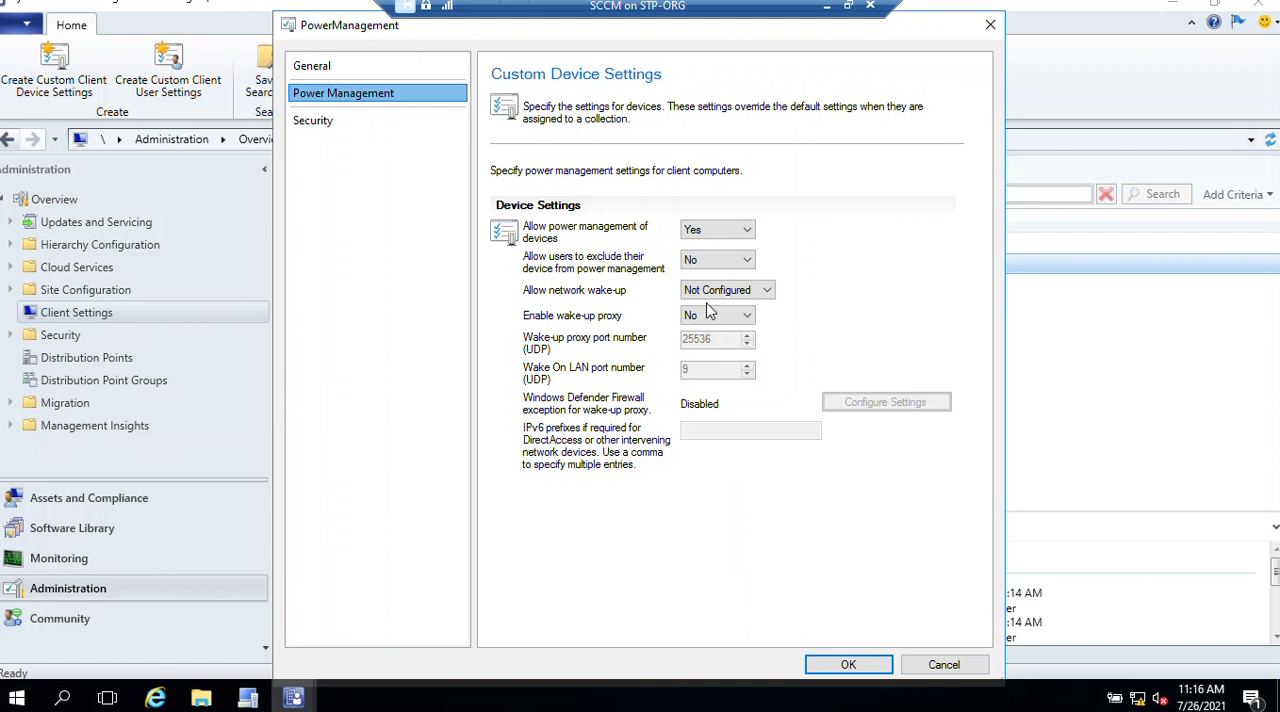 SCCM on STP-ORG
PowerManagement
Home
Create Custom Client
Device Settings
Create Custom Client
User Settings
Create
General
Power Management
Security
Custom Device Settings
Specify the settings for devices. These settings override the default settings when they are
assigned to a collection.
Specify power management settings for client computers.
Device Settings
Allow power management of
devices
Yes
Allow users to exclude their
device from power management
No
Allow network wake-up
Not Configured
Enable wake-up proxy
No
Wake-up proxy port number
(UDP)
25536
Wake On LAN port number
(UDP)
9
Windows Defender Firewall
exception for wake-up proxy.
Disabled
Configure Settings
IPv6 prefixes if required for
DirectAccess or other intervening
network devices. Use a comma
to specify multiple entries.
OK
Cancel
\ Administration
Overview
Updates and Servicing
Hierarchy Configuration
Cloud Services
Site Configuration
Client Settings
Security
Distribution Points
Distribution Point Groups
Migration
Management Insights
Assets and Compliance
Software Library
Monitoring
Administration
Community
Search
Add Criteria
:14 AM
:14 AM
11:16 AM
7/26/2021
1